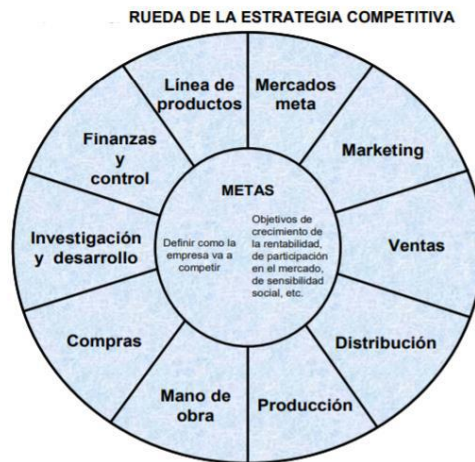 RUEDA DE LA ESTRATEGIA COMPETITIVA
Línea de
productos
Mercados
meta
Marketing
Ventas
Distribución
Producción
Mano de
obra
Compras
Investigación
y desarrollo
Finanzas
y
control
METAS
Definir como la
empresa va a
competir
Objetivos de
crecimiento de
la rentabilidad,
de participación
en el mercado,
de sensibilidad
social, etc.